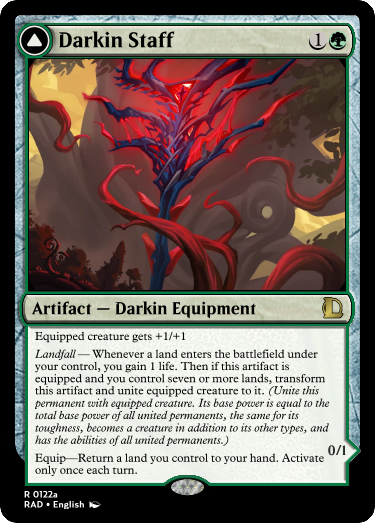 Darkin Staff 1
Artifact — Darkin Equipment
Equipped creature gets +1/+1
Landfall — Whenever a land enters the battlefield under
your control, you gain 1 life. Then if this artifact is
equipped and you control seven or more lands, transform
this artifact and unite equipped creature to it. (Unite this
permanent with equipped creature. Its base power is equal to the
total base power of all united permanents, the same for its
toughness, becomes a creature in addition to its other types, and
has the abilities of all united permanents.)
0/1
Equip—Return a land you control to your hand. Activate
only once each turn.
R 0122a
RAD • English